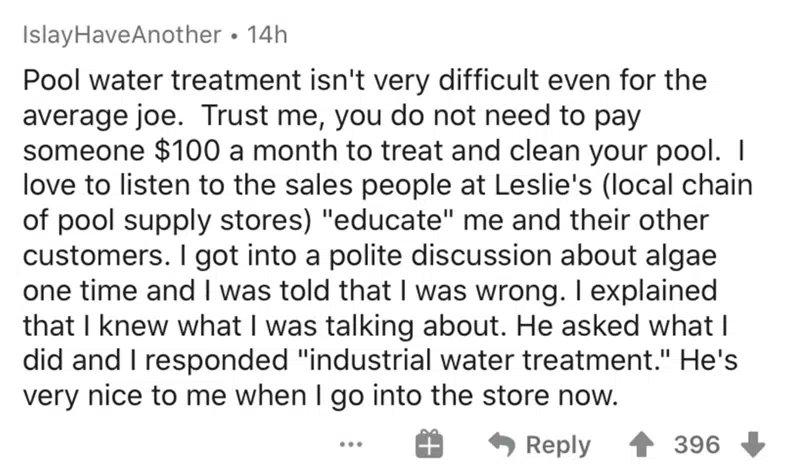 IslayHaveAnother • 14h
Pool water treatment isn't very difficult even for the
average joe.  Trust me, you do not need to pay
someone $100 a month to treat and clean your pool.  I
love to listen to the sales people at Leslie's (local chain
of pool supply stores) "educate" me and their other
customers. I got into a polite discussion about algae
one time and I was told that I was wrong. I explained
that I knew what I was talking about. He asked what I
did and I responded "industrial water treatment." He's
very nice to me when I go into the store now.
... Reply 396